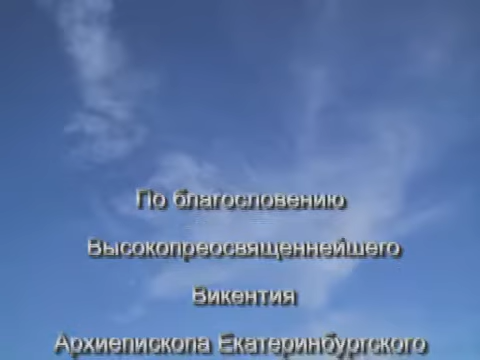 По благословению
Высокопреосвященнейшего
Викентия
Архиепископа Екатеринбургского